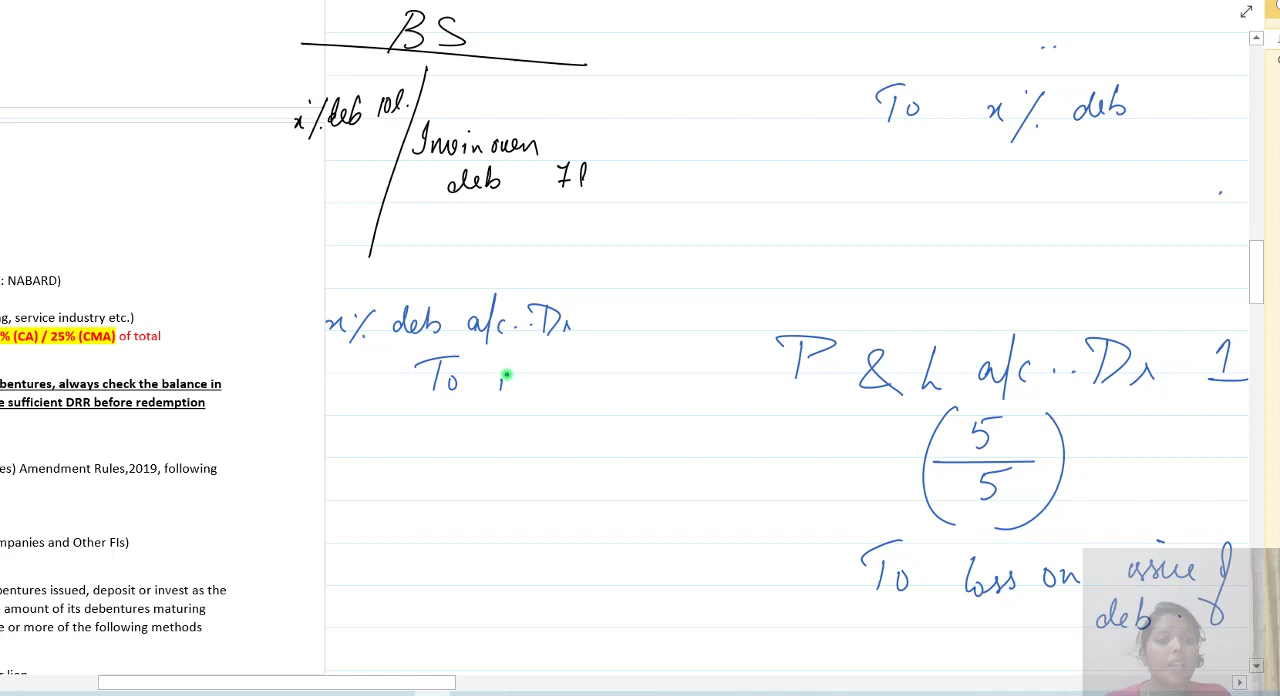 BS
x % deb 10l.
Inv in own
deb 7l
To x % deb
: NABARD)
g, service industry etc.)
% (CA) / 25% (CMA) of total
bentures, always check the balance in
e sufficient DRR before redemption
es) Amendment Rules,2019, following
mpanies and Other FIs)
bentures issued, deposit or invest as the
amount of its debentures maturing
e or more of the following methods
x % deb a/c.. Dr
To
P & L a/c .. Dr 1
5
5
To loss on issue of
deb.